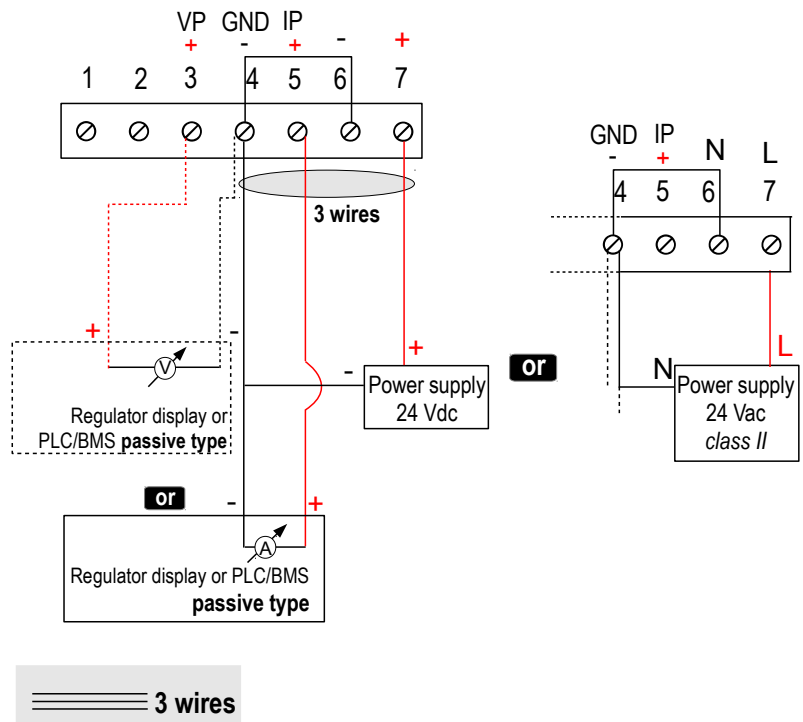 VP GND IP
+ - + - +
1 2 3 4 5 6 7
3 wires
+
-
V
Regulator display or
PLC/BMS passive type
- +
Power supply
24 Vdc
or
- +
A
Regulator display or PLC/BMS
passive type
3 wires
or
GND IP N L
- +
4 5 6 7
N L
Power supply
24 Vac
class II